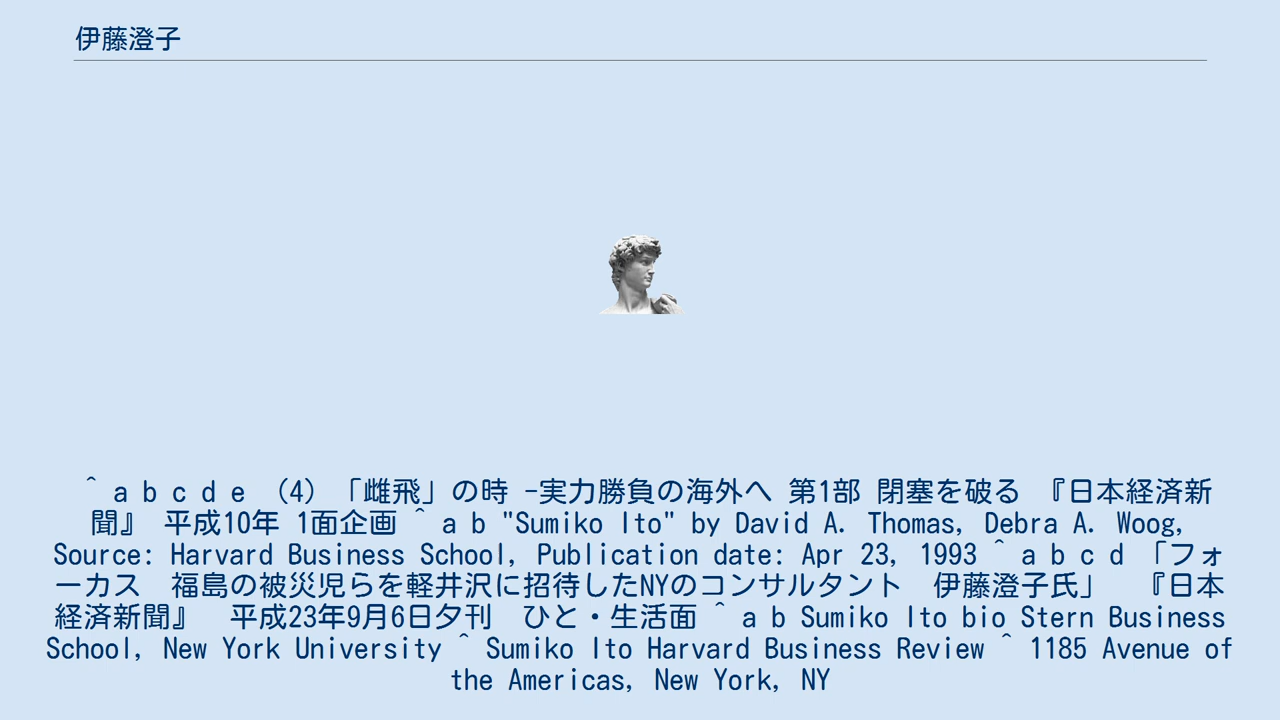 伊藤澄子
^ a b c d e （4）「雌飛」の時 -実力勝負の海外へ 第1部 閉塞を破る 『日本経済新
聞』 平成10年 1面企画 ^ a b "Sumiko Ito" by David A. Thomas, Debra A. Woog,
Source: Harvard Business School, Publication date: Apr 23, 1993 ^ a b c d 「フォ
ーカス　福島の被災児らを軽井沢に招待したNYのコンサルタント　伊藤澄子氏」　『日本
経済新聞』　平成23年9月6日夕刊　ひと・生活面 ^ a b Sumiko Ito bio Stern Business
School, New York University ^ Sumiko Ito Harvard Business Review ^ 1185 Avenue of
the Americas, New York, NY